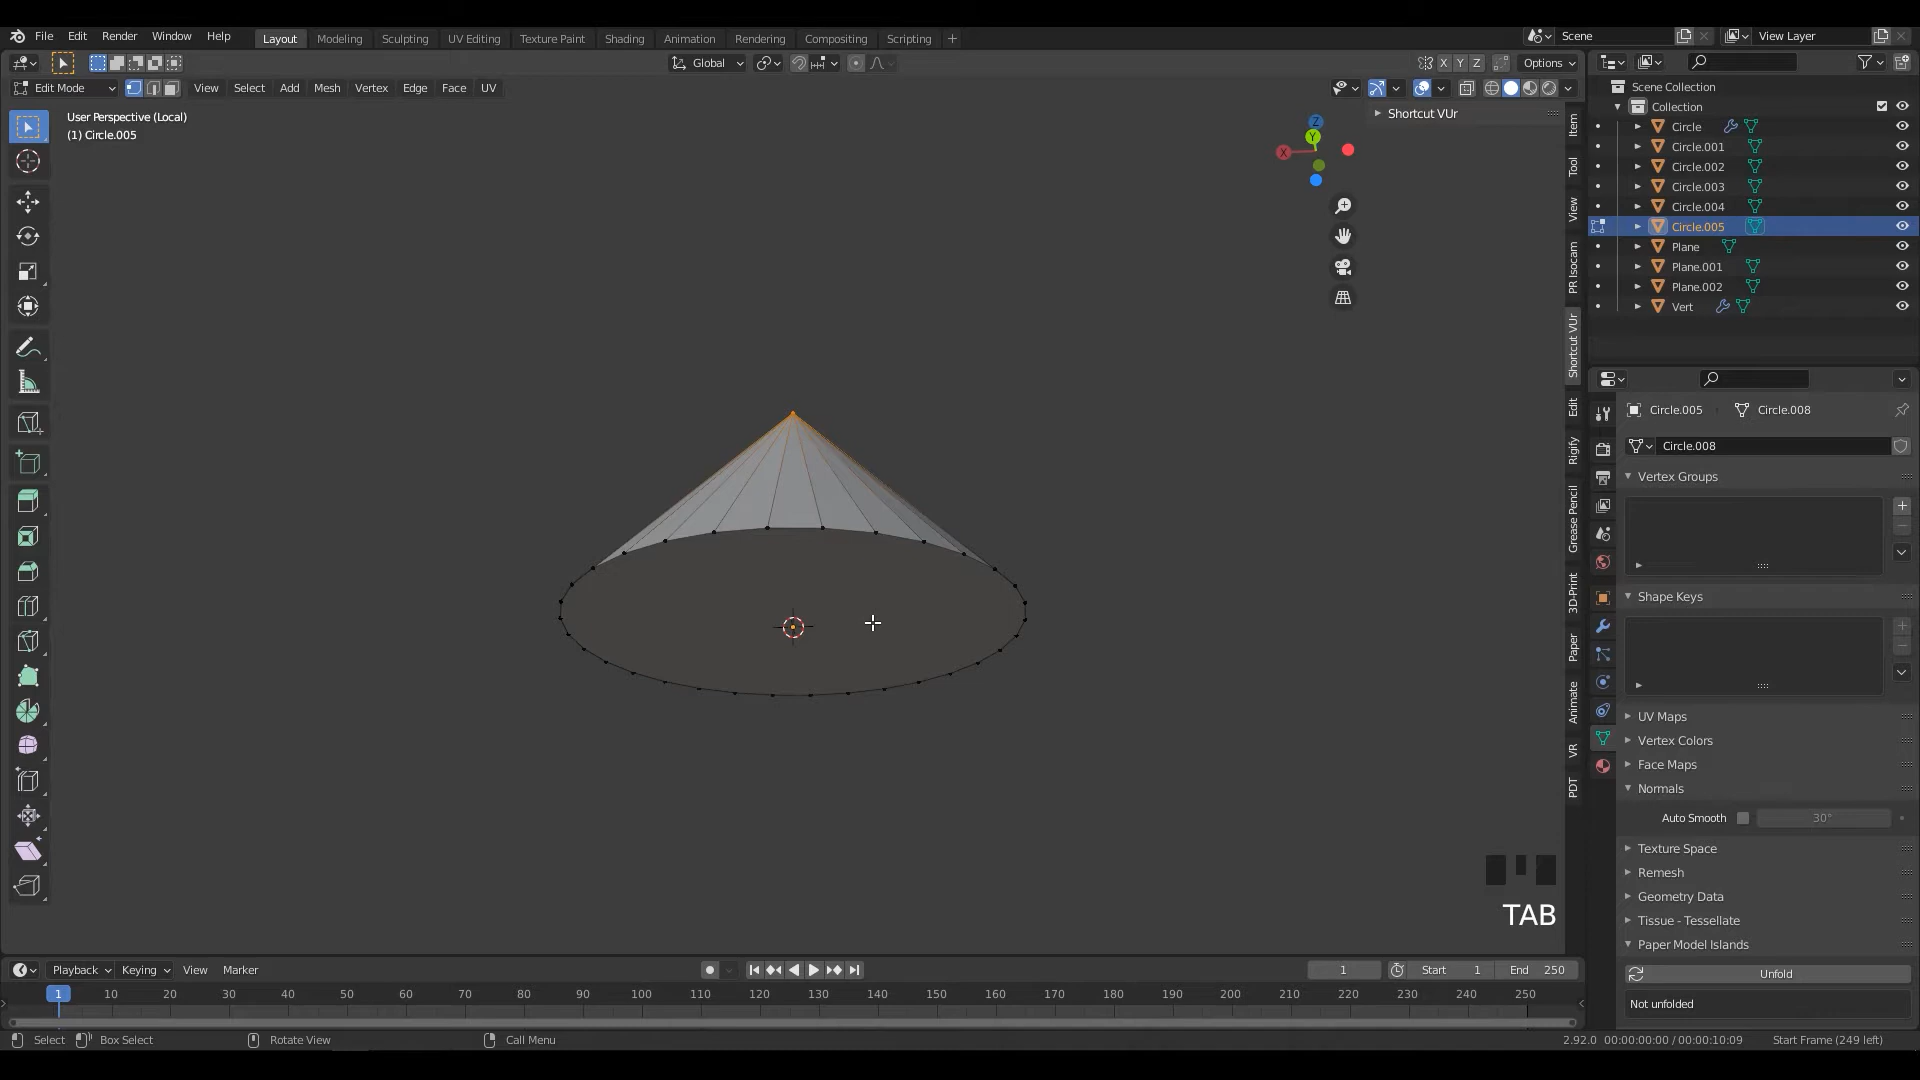 File Edit Render Window Help Layout Modeling Sculpting UV Editing Texture Paint Shading Animation Rendering Compositing Scripting + Scene View Layer
Global X Y Z Options
Edit Mode View Select Add Mesh Vertex Edge Face UV
User Perspective (Local)
(1) Circle.005
Shortcut VUr
Z
Y
X
Item
Tool
View
PR Isocam
Shortcut VUr
Edit
Rigify
Grease Pencil
3D-Print
Paper
Animate
VR
PDT
Scene Collection
Collection
Circle
Circle.001
Circle.002
Circle.003
Circle.004
Circle.005
Plane
Plane.001
Plane.002
Vert
Circle.005 Circle.008
Circle.008
Vertex Groups
Shape Keys
UV Maps
Vertex Colors
Face Maps
Normals
Auto Smooth 30°
Texture Space
Remesh
Geometry Data
Tissue - Tessellate
Paper Model Islands
Unfold
Not unfolded
TAB
Playback Keying View Marker 1 Start 1 End 250
1 10 20 30 40 50 60 70 80 90 100 110 120 130 140 150 160 170 180 190 200 210 220 230 240 250
Select Box Select Rotate View Call Menu 2.92.0 00:00:00:00 / 00:00:10:09 Start Frame (249 left)